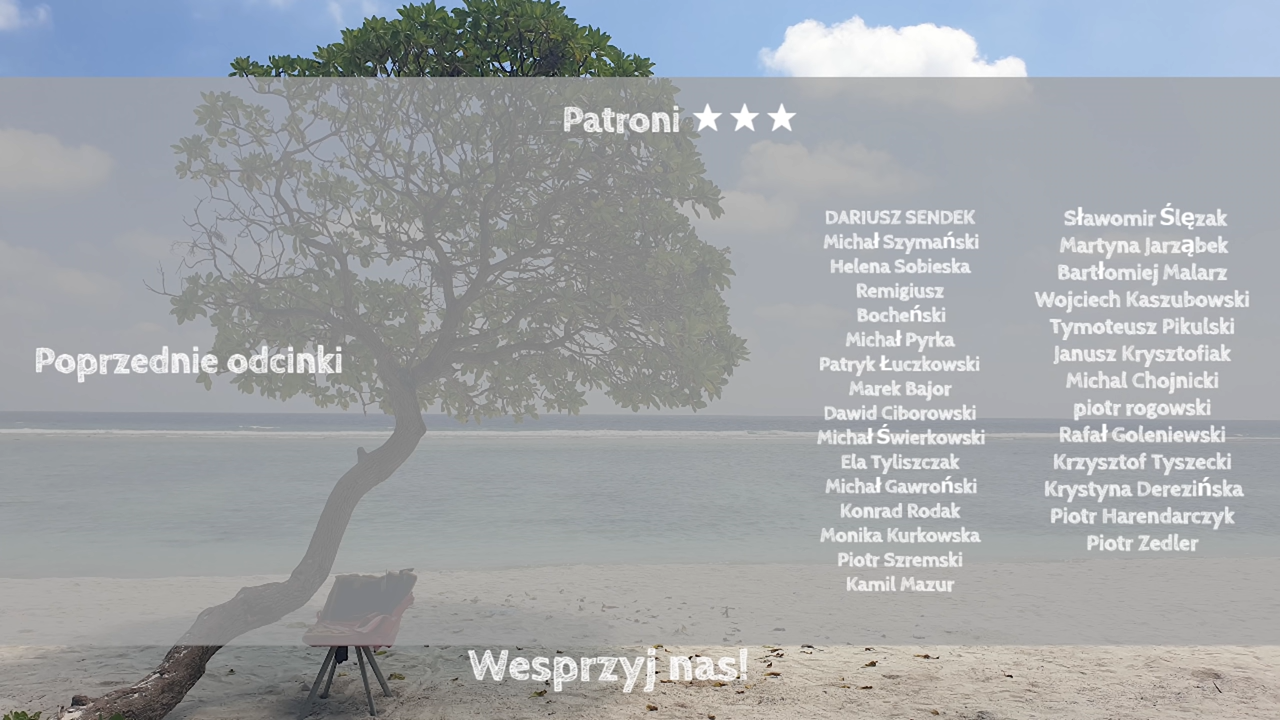 Patroni ★★★
DARIUSZ SENDEK
Michał Szymański
Helena Sobieska
Remigiusz
Bocheński
Michał Pyrka
Patryk Łuczkowski
Marek Bajor
Dawid Ciborowski
Michał Świerkowski
Ela Tyliszczak
Michał Gawroński
Konrad Rodak
Monika Kurkowska
Piotr Szremski
Kamil Mazur
Sławomir Ślęzak
Martyna Jarząbek
Bartłomiej Malarz
Wojciech Kaszubowski
Tymoteusz Pikulski
Janusz Krysztofiak
Michal Chojnicki
piotr rogowski
Rafał Goleniewski
Krzysztof Tyszecki
Krystyna Derezińska
Piotr Harendarczyk
Piotr Zedler
Poprzednie odcinki
Wesprzyj nas!